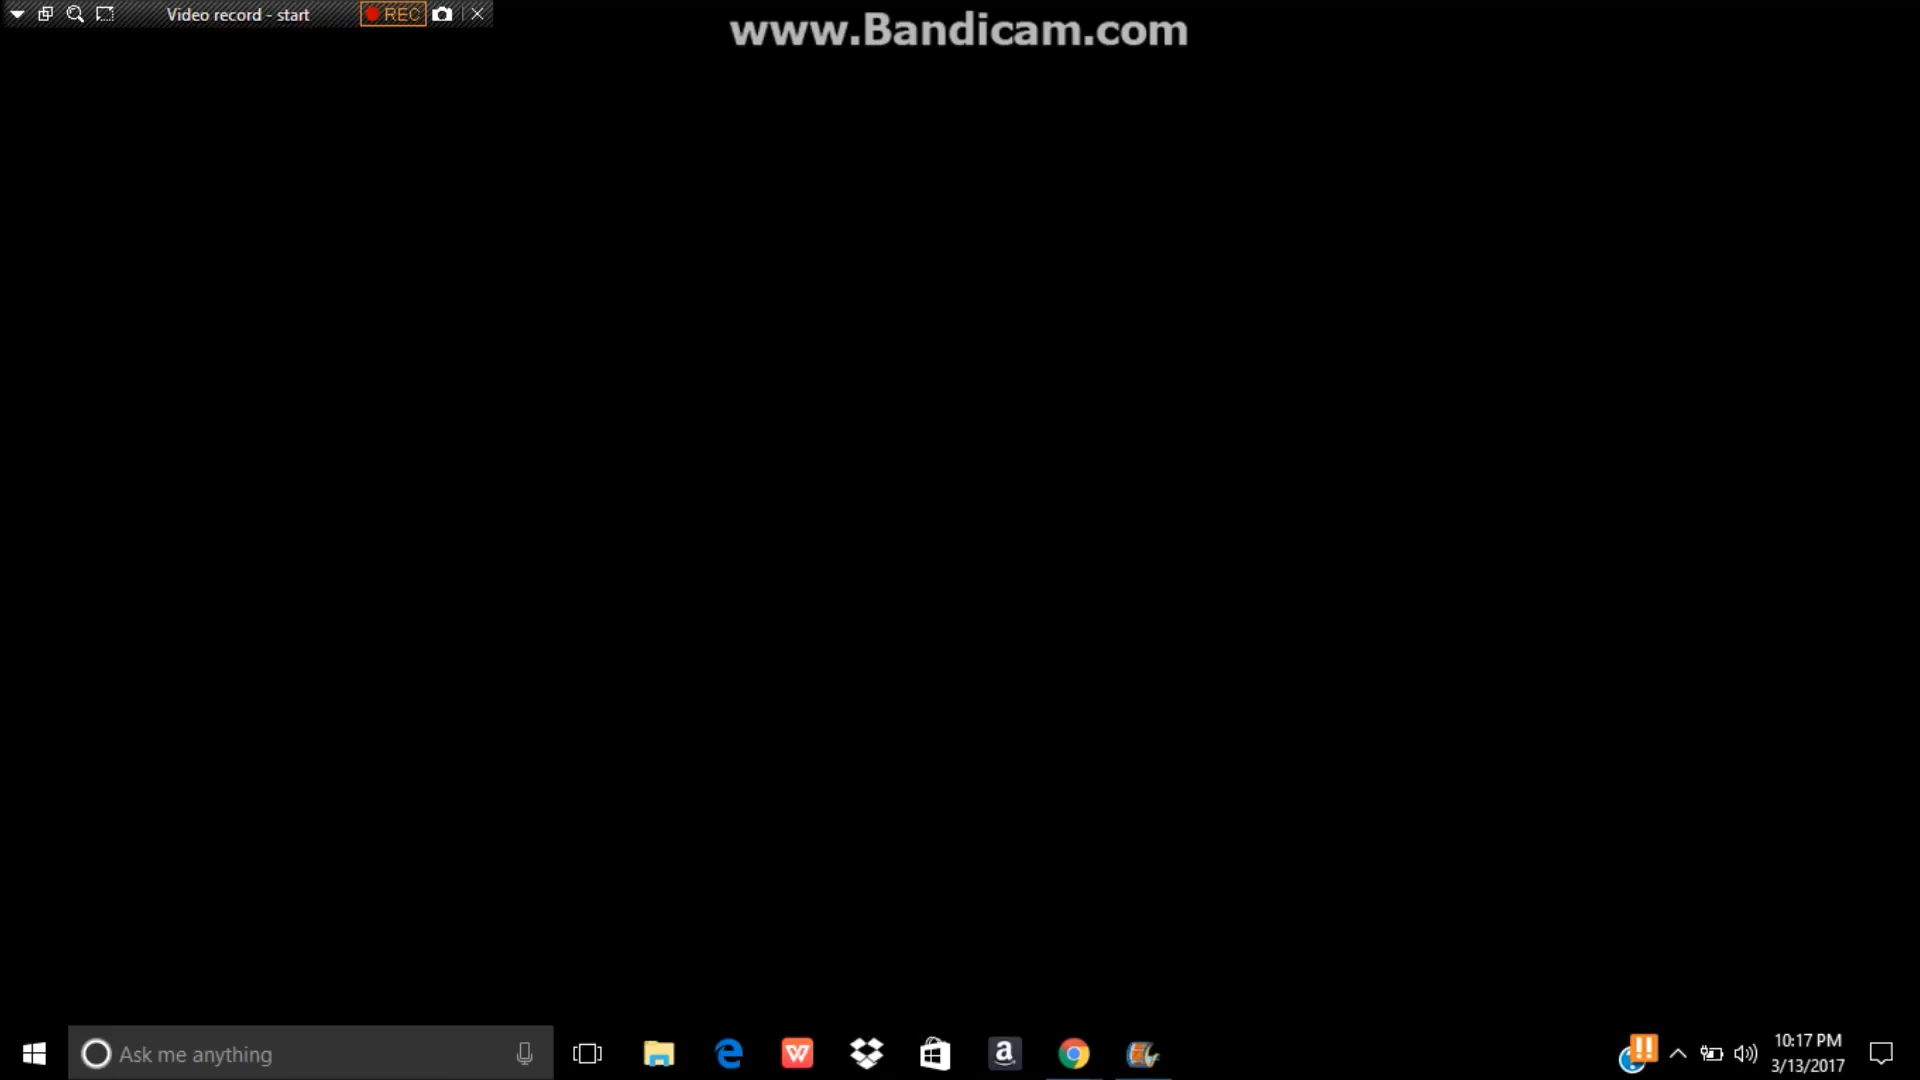 Video record - start
REC
www.Bandicam.com
Ask me anything
10:17 PM
3/13/2017